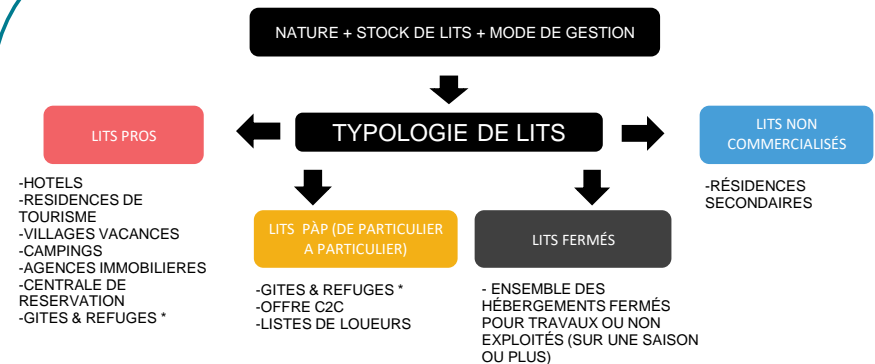 NATURE + STOCK DE LITS + MODE DE GESTION
TYPOLOGIE DE LITS
LITS PROS
-HOTELS
-RESIDENCES DE
TOURISME
-VILLAGES VACANCES
-CAMPINGS
-AGENCES IMMOBILIERES
-CENTRALE DE
RESERVATION
-GITES & REFUGES *
LITS PÀP (DE PARTICULIER
A PARTICULIER)
-GITES & REFUGES *
-OFFRE C2C
-LISTES DE LOUEURS
LITS FERMÉS
- ENSEMBLE DES
HÉBERGEMENTS FERMÉS
POUR TRAVAUX OU NON
EXPLOITÉS (SUR UNE SAISON
OU PLUS)
LITS NON
COMMERCIALISÉS
-RÉSIDENCES
SECONDAIRES